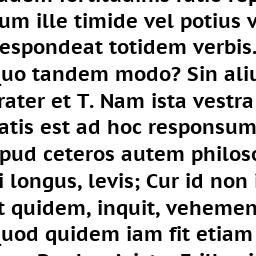 um ille timide vel potius v
espondeat totidem verbis.
uo tandem modo? Sin aliu
rater et T. Nam ista vestra
atis est ad hoc responsum
pud ceteros autem philoso
i longus, levis; Cur id non i
t quidem, inquit, vehemen
uod quidem iam fit etiam